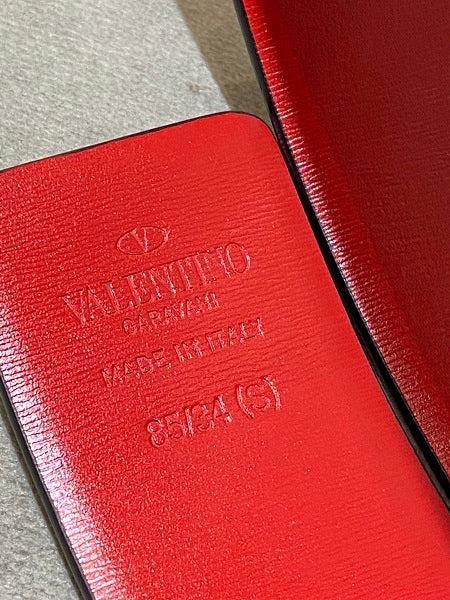 V
VALENTINO
GARAVANI
MADE IN ITALY
85/34 (S)